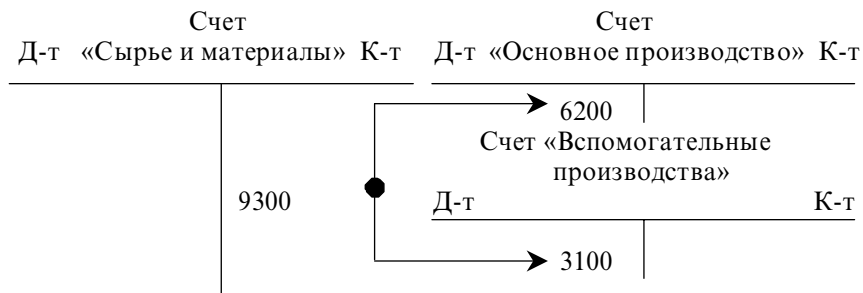 Счет
Д-т «Сырье и материалы» К-т
9300
Счет
Д-т «Основное производство» К-т
6200
Счет «Вспомогательные
производства»
Д-т К-т
3100